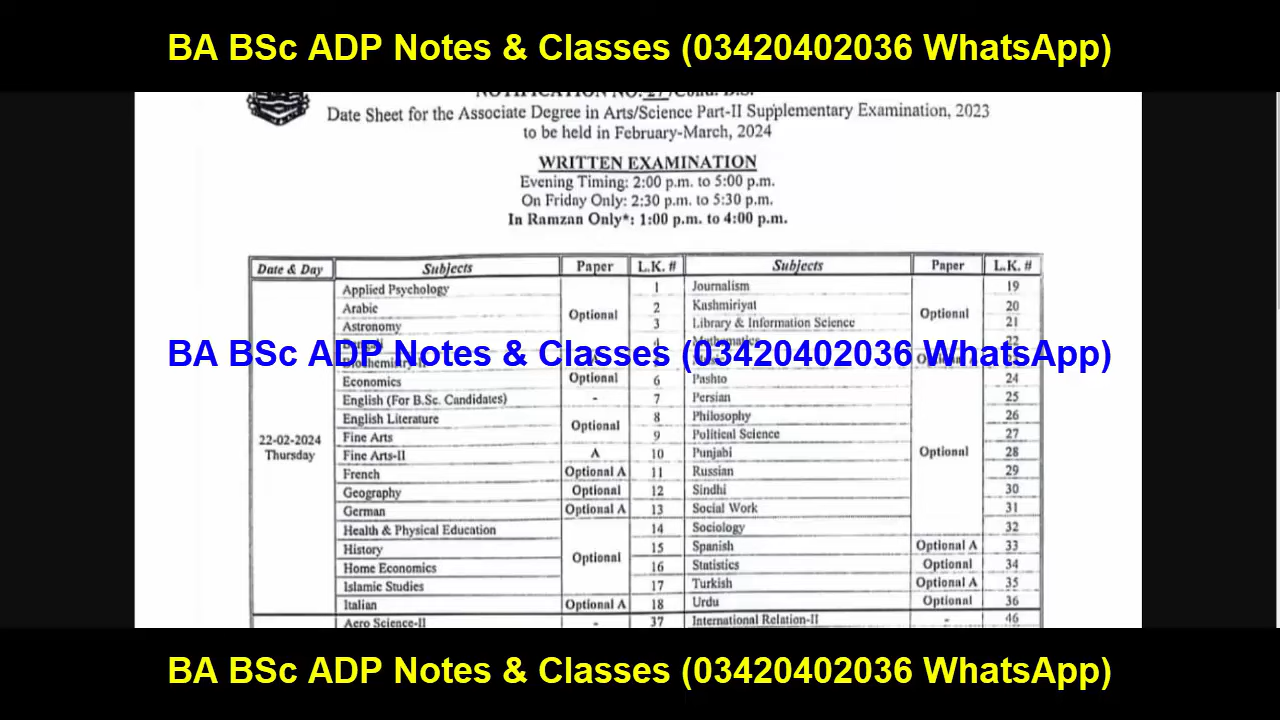 BA BSc ADP Notes & Classes (03420402036 WhatsApp)
NOTIFICATION NO. 27/Cond. D.S.
Date Sheet for the Associate Degree in Arts/Science Part-II Supplementary Examination, 2023
to be held in February-March, 2024
WRITTEN EXAMINATION
Evening Timing: 2:00 p.m. to 5:00 p.m.
On Friday Only: 2:30 p.m. to 5:30 p.m.
In Ramzan Only*: 1:00 p.m. to 4:00 p.m.
Date & Day Subjects Paper L.K. # Subjects Paper L.K. #
Applied Psychology 1 Journalism 19
Arabic Optional 2 Kashmiriyat Optional 20
Astronomy 3 Library & Information Science 21
4 Mathematics 22
BA BSc ADP Notes & Classes (03420402036 WhatsApp)
Economics Optional 6 Pashto 24
English (For B.Sc. Candidates) - 7 Persian 25
English Literature Optional 8 Philosophy 26
22-02-2024 Fine Arts 9 Political Science 27
Thursday Fine Arts-II A 10 Punjabi Optional 28
French Optional A 11 Russian 29
Geography Optional 12 Sindhi 30
German Optional A 13 Social Work 31
Health & Physical Education 14 Sociology 32
History Optional 15 Spanish Optional A 33
Home Economics 16 Statistics Optional 34
Islamic Studies 17 Turkish Optional A 35
Italian Optional A 18 Urdu Optional 36
Aero Science-II - 37 International Relation-II - 46
BA BSc ADP Notes & Classes (03420402036 WhatsApp)